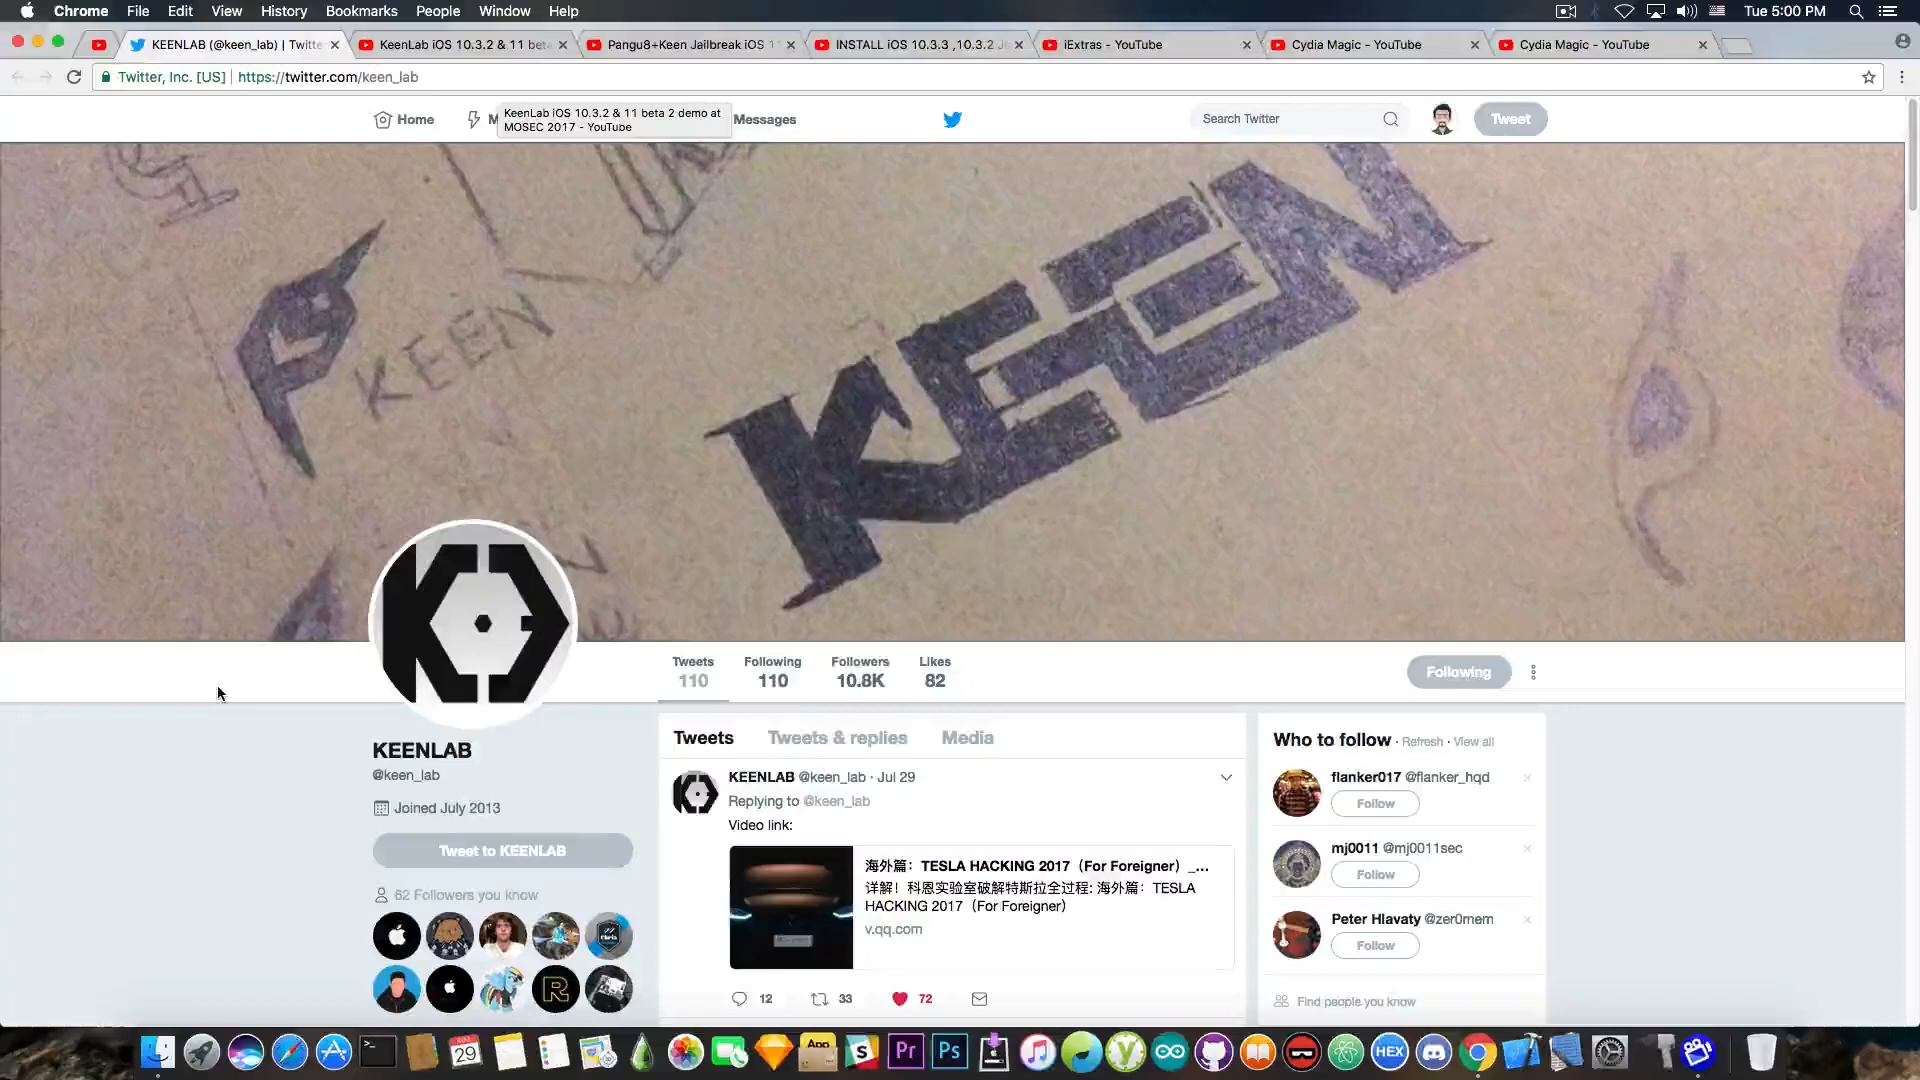 Chrome File Edit View History Bookmarks People Window Help Tue 5:00 PM
KEENLAB (@keen_lab) | Twitte
KeenLab iOS 10.3.2 & 11 beta
Pangu8+Keen Jailbreak iOS 1
INSTALL iOS 10.3.3 ,10.3.2 J
iExtras - YouTube
Cydia Magic - YouTube
Cydia Magic - YouTube
Twitter, Inc. [US] | https://twitter.com/keen_lab
Home
M
KeenLab iOS 10.3.2 & 11 beta 2 demo at
MOSEC 2017 - YouTube
Messages
Search Twitter
Tweet
KEEN
KEEN
Tweets Following Followers Likes
110 110 10.8K 82
Following
KEENLAB
@keen_lab
Joined July 2013
Tweet to KEENLAB
62 Followers you know
Tweets Tweets & replies Media
KEENLAB @keen_lab · Jul 29
Replying to @keen_lab
Video link:
海外篇：TESLA HACKING 2017（For Foreigner）_...
详解！科恩实验室破解特斯拉全过程: 海外篇：TESLA
HACKING 2017（For Foreigner）
v.qq.com
12 33 72
Who to follow · Refresh · View all
flanker017 @flanker_hqd
Follow
mj0011 @mj0011sec
Follow
Peter Hlavaty @zer0mem
Follow
Find people you know
29
App
Pr
Ps
HEX